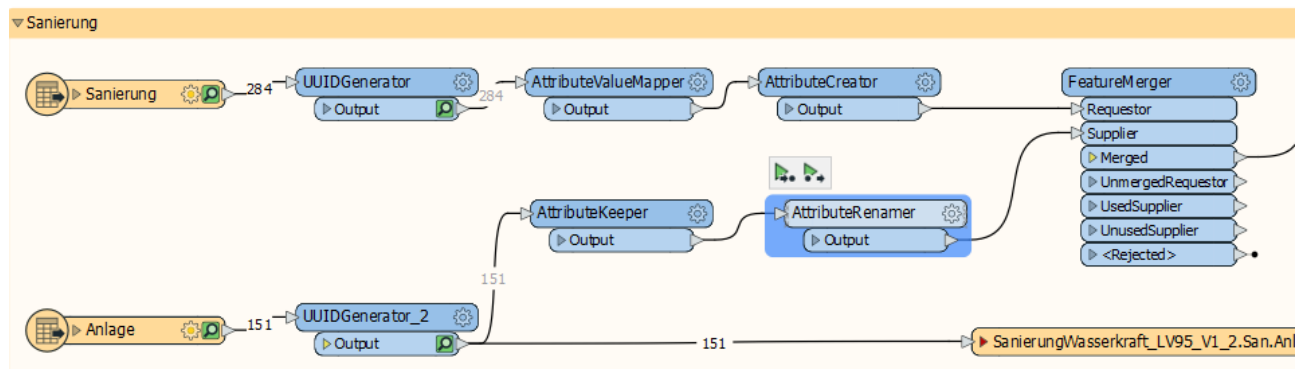 Sanierung
Sanierung
284
UUIDGenerator
Output
284
AttributeValueMapper
Output
AttributeCreator
Output
FeatureMerger
Requestor
Supplier
Merged
UnmergedRequestor
UsedSupplier
UnusedSupplier
<Rejected>
AttributeKeeper
Output
AttributeRenamer
Output
151
Anlage
151
UUIDGenerator_2
Output
151
SanierungWasserkraft_LV95_V1_2.San.Anl